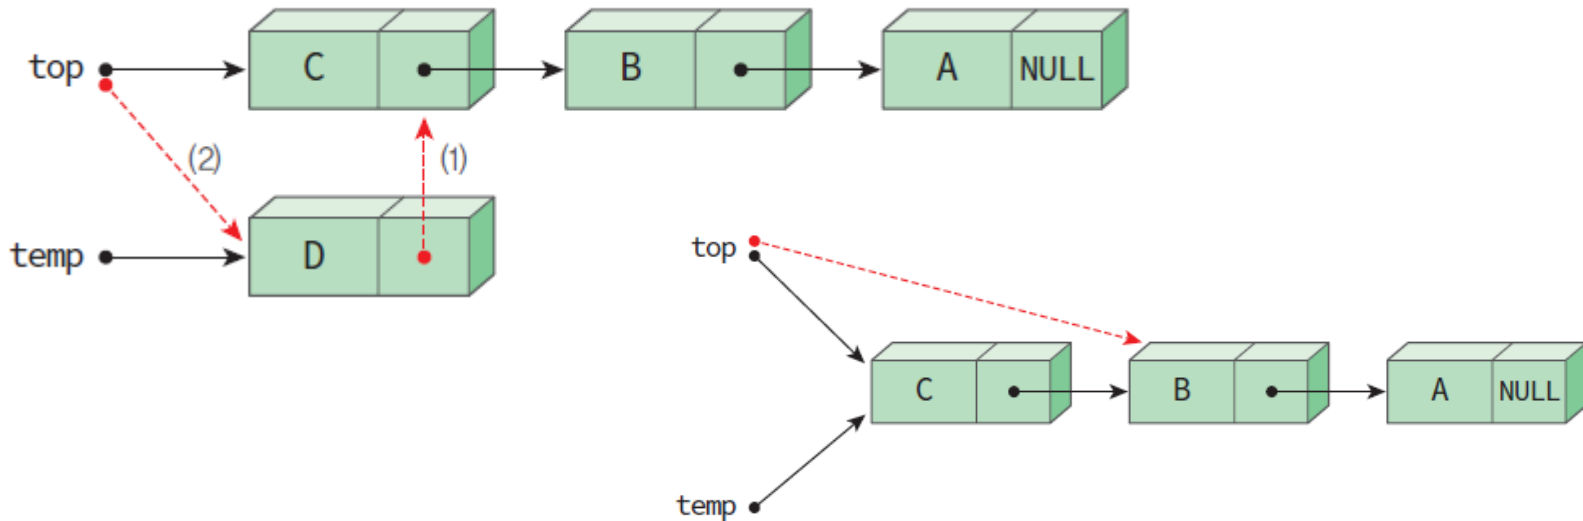 top C B A NULL
(2) (1)
temp D
top
C B A NULL
temp